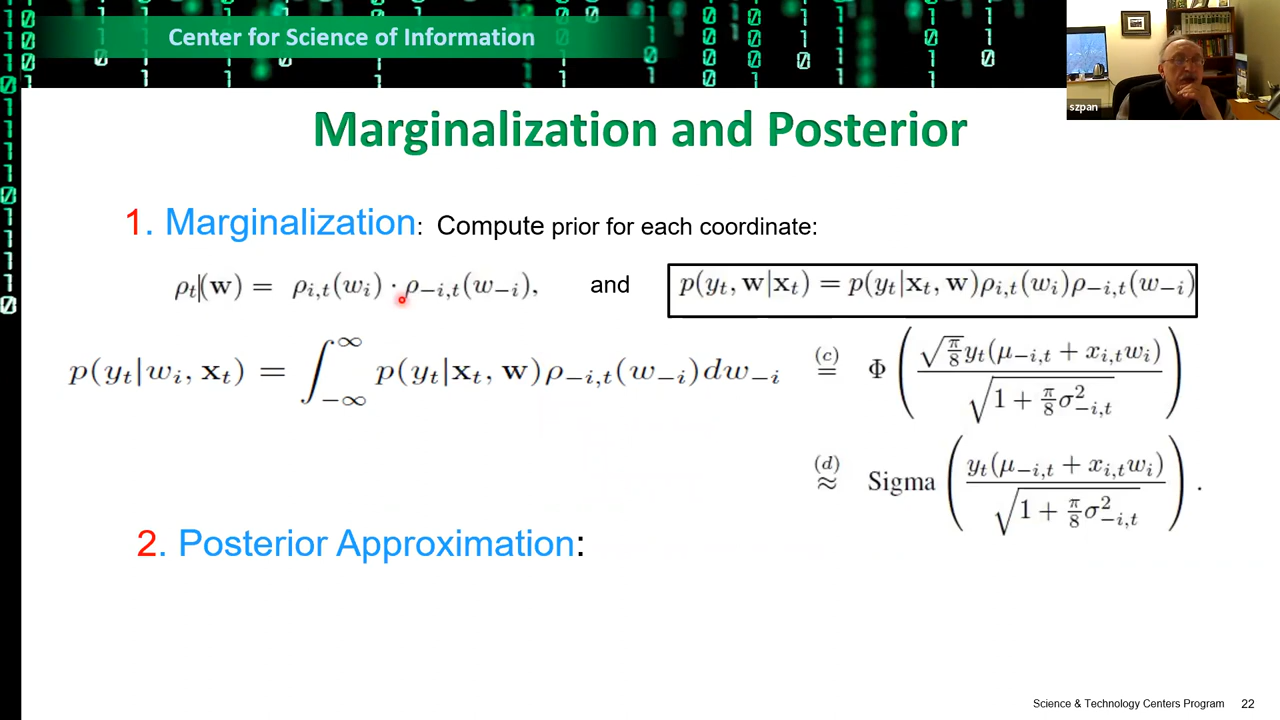 Center for Science of Information
szpan
Marginalization and Posterior
1. Marginalization: Compute prior for each coordinate:
ρₜ|(w) = ρᵢ,ₜ(wᵢ) · ρ₋ᵢ,ₜ(w₋ᵢ), and p(yₜ, w|xₜ) = p(yₜ|xₜ, w)ρᵢ,ₜ(wᵢ)ρ₋ᵢ,ₜ(w₋ᵢ)
p(yₜ|wᵢ, xₜ) = ∫_{-∞}^{∞} p(yₜ|xₜ, w)ρ₋ᵢ,ₜ(w₋ᵢ)dw₋ᵢ (c) = Φ ( √(π/8) yₜ(μ₋ᵢ,ₜ + xᵢ,ₜwᵢ) / √(1 + π/8 σ²₋ᵢ,ₜ) )
(d) ≈ Sigma ( yₜ(μ₋ᵢ,ₜ + xᵢ,ₜwᵢ) / √(1 + π/8 σ²₋ᵢ,ₜ) ) .
2. Posterior Approximation:
Science & Technology Centers Program 22